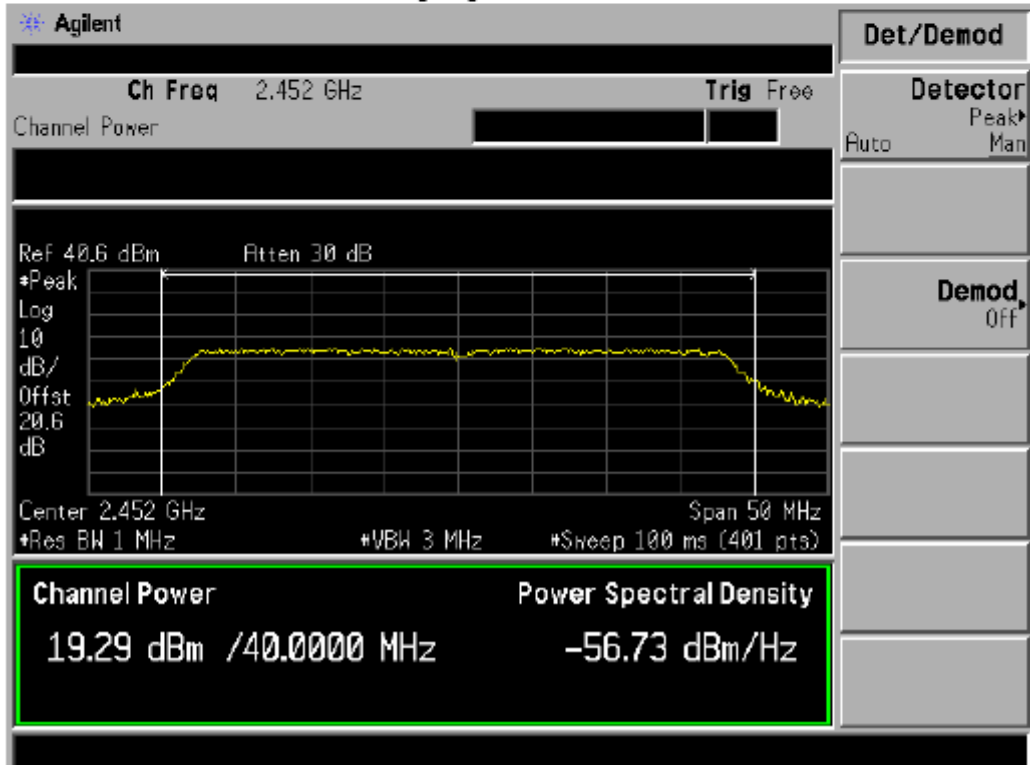 Agilent
Det/Demod
Ch Freq 2.452 GHz Trig Free
Channel Power
Detector
Peak
Auto Man
Ref 40.6 dBm Atten 30 dB
*Peak
Log
10
dB/
Offst
20.6
dB
Demod
Off
Center 2.452 GHz Span 50 MHz
*Res BW 1 MHz #VBW 3 MHz #Sweep 100 ms (401 pts)
Channel Power Power Spectral Density
19.29 dBm /40.0000 MHz -56.73 dBm/Hz